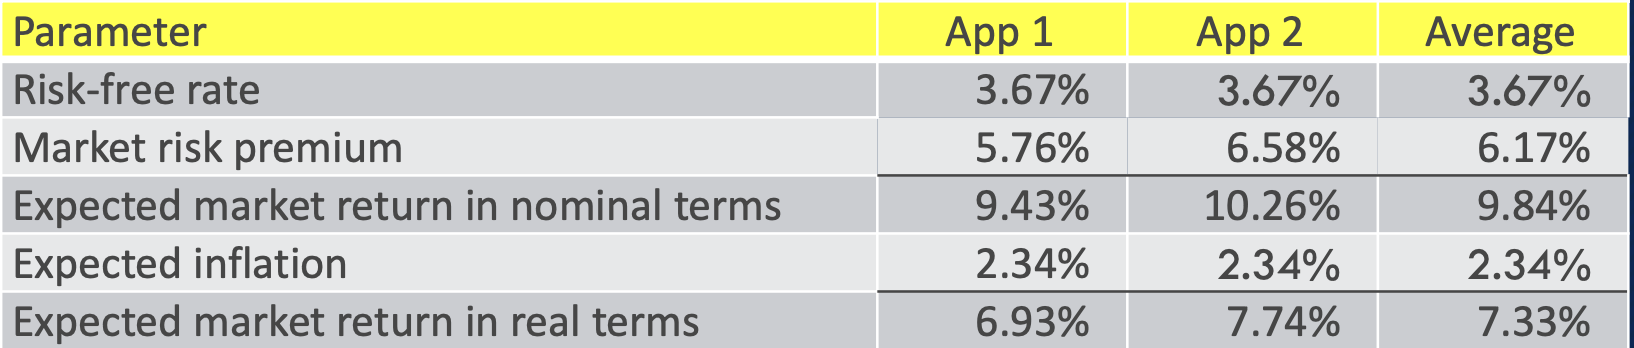 Parameter App 1 App 2 Average
Risk-free rate 3.67% 3.67% 3.67%
Market risk premium 5.76% 6.58% 6.17%
Expected market return in nominal terms 9.43% 10.26% 9.84%
Expected inflation 2.34% 2.34% 2.34%
Expected market return in real terms 6.93% 7.74% 7.33%